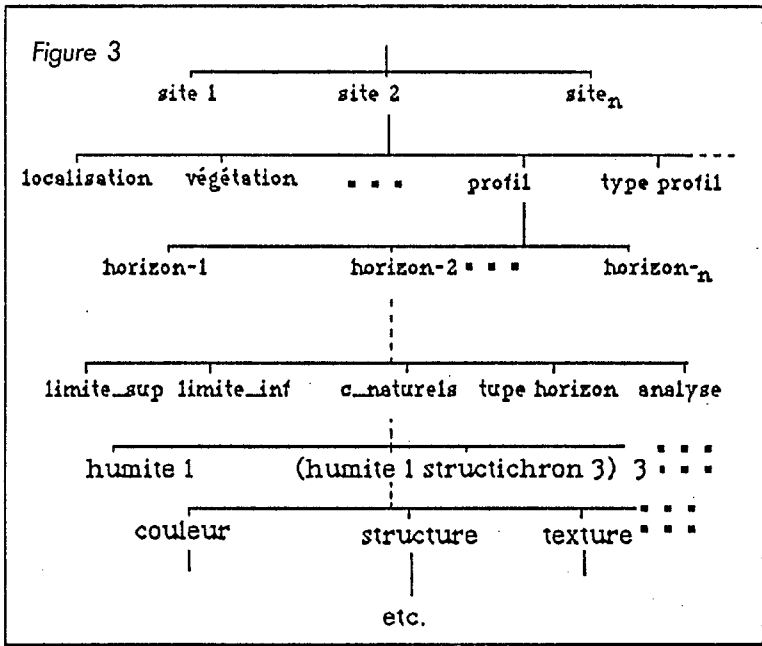 Figure 3
site 1 site 2 site n
localisation végétation ... profil type profil
horizon-1 horizon-2 ... horizon-n
limite_sup limite_inf c_naturels tupe horizon analyse
humite 1 (humite 1 structichron 3) 3
couleur structure texture
etc.